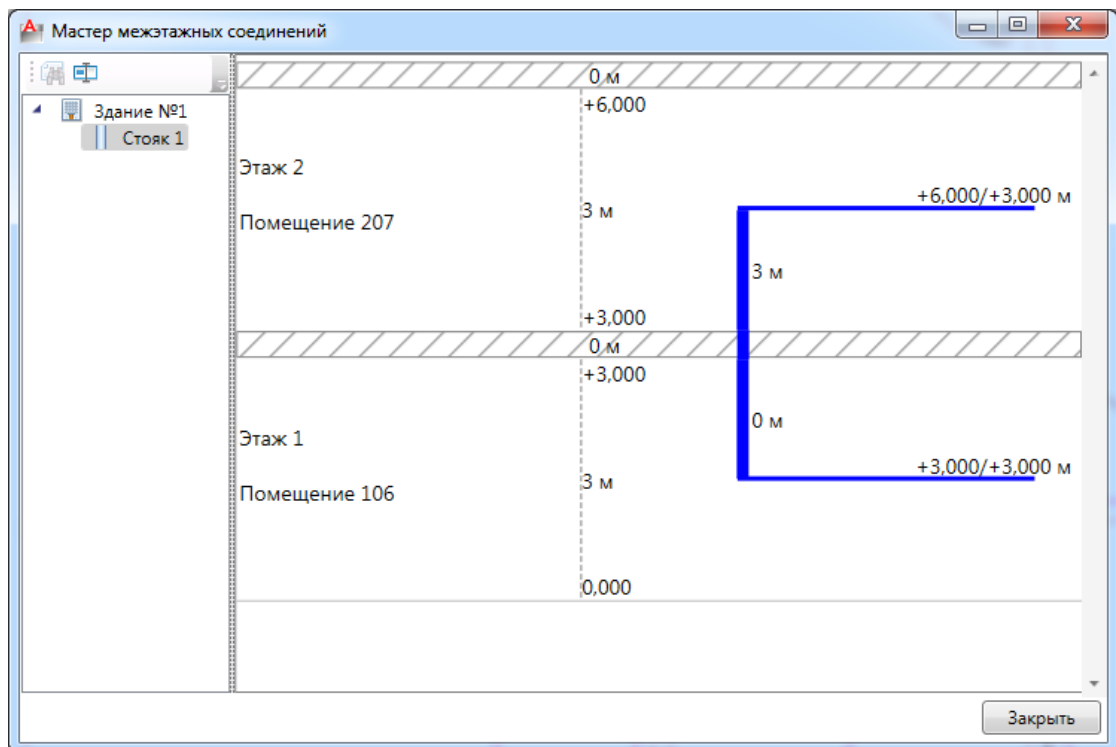 Мастер межэтажных соединений
Здание №1
Стояк 1
0 м
+6,000
Этаж 2
+6,000/+3,000 м
3 м
Помещение 207
3 м
+3,000
0 м
+3,000
0 м
Этаж 1
+3,000/+3,000 м
3 м
Помещение 106
0,000
Закрыть